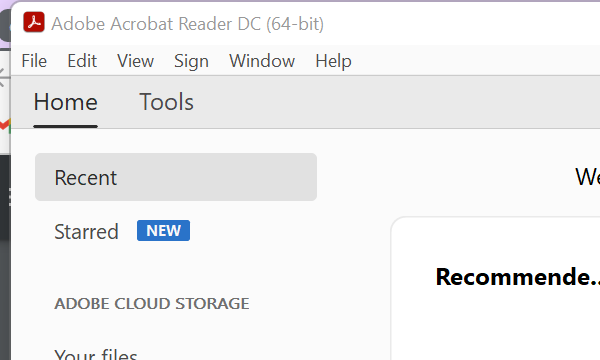 Adobe Acrobat Reader DC (64-bit)
File Edit View Sign Window Help
Home Tools
Recent
We
Starred NEW
Recommende...
ADOBE CLOUD STORAGE
Your files